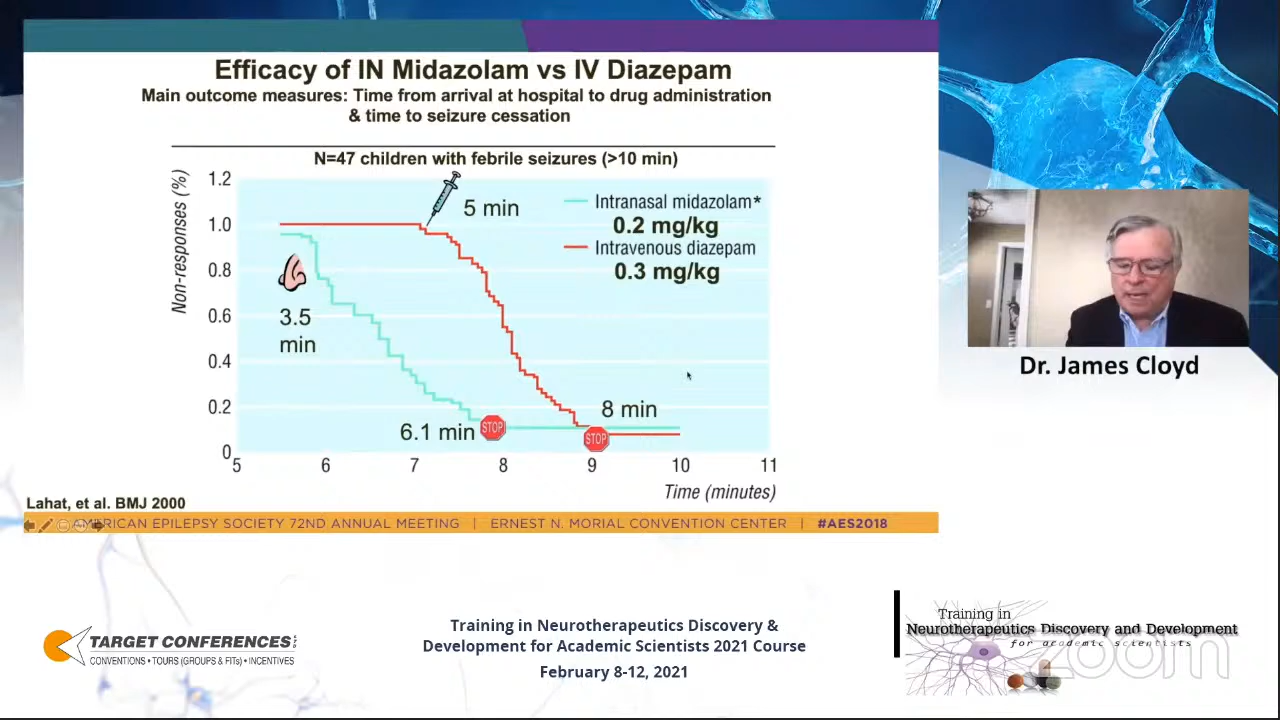 Efficacy of IN Midazolam vs IV Diazepam
Main outcome measures: Time from arrival at hospital to drug administration
& time to seizure cessation
N=47 children with febrile seizures (>10 min)
Non-responses (%)
1.2
1.0
0.8
0.6
0.4
0.2
0
5 min
Intranasal midazolam*
0.2 mg/kg
Intravenous diazepam
0.3 mg/kg
3.5
min
6.1 min
STOP
8 min
STOP
5 6 7 8 9 10 11
Time (minutes)
Lahat, et al. BMJ 2000
AMERICAN EPILEPSY SOCIETY 72ND ANNUAL MEETING | ERNEST N. MORIAL CONVENTION CENTER | #AES2018
Dr. James Cloyd
TARGET CONFERENCES
CONVENTIONS • TOURS (GROUPS & FITs) • INCENTIVES
Training in Neurotherapeutics Discovery &
Development for Academic Scientists 2021 Course
February 8-12, 2021
Training in
Neurotherapeutics Discovery and Development
for academic scientists
zoom